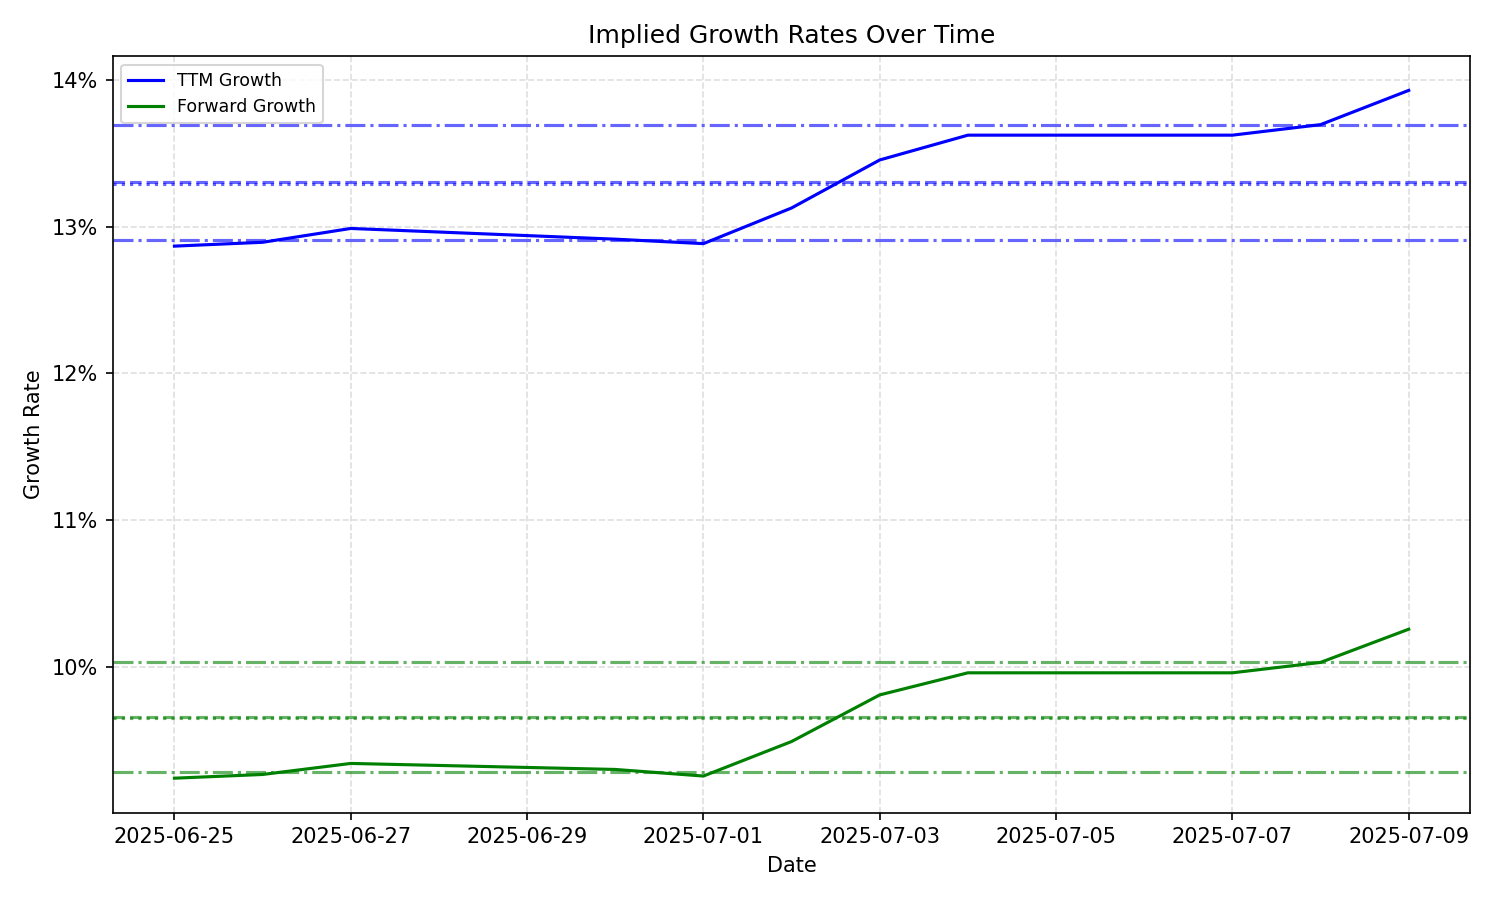 Implied Growth Rates Over Time
TTM Growth
Forward Growth
14%
13%
12%
11%
10%
Growth Rate
2025-06-25 2025-06-27 2025-06-29 2025-07-01 2025-07-03 2025-07-05 2025-07-07 2025-07-09
Date